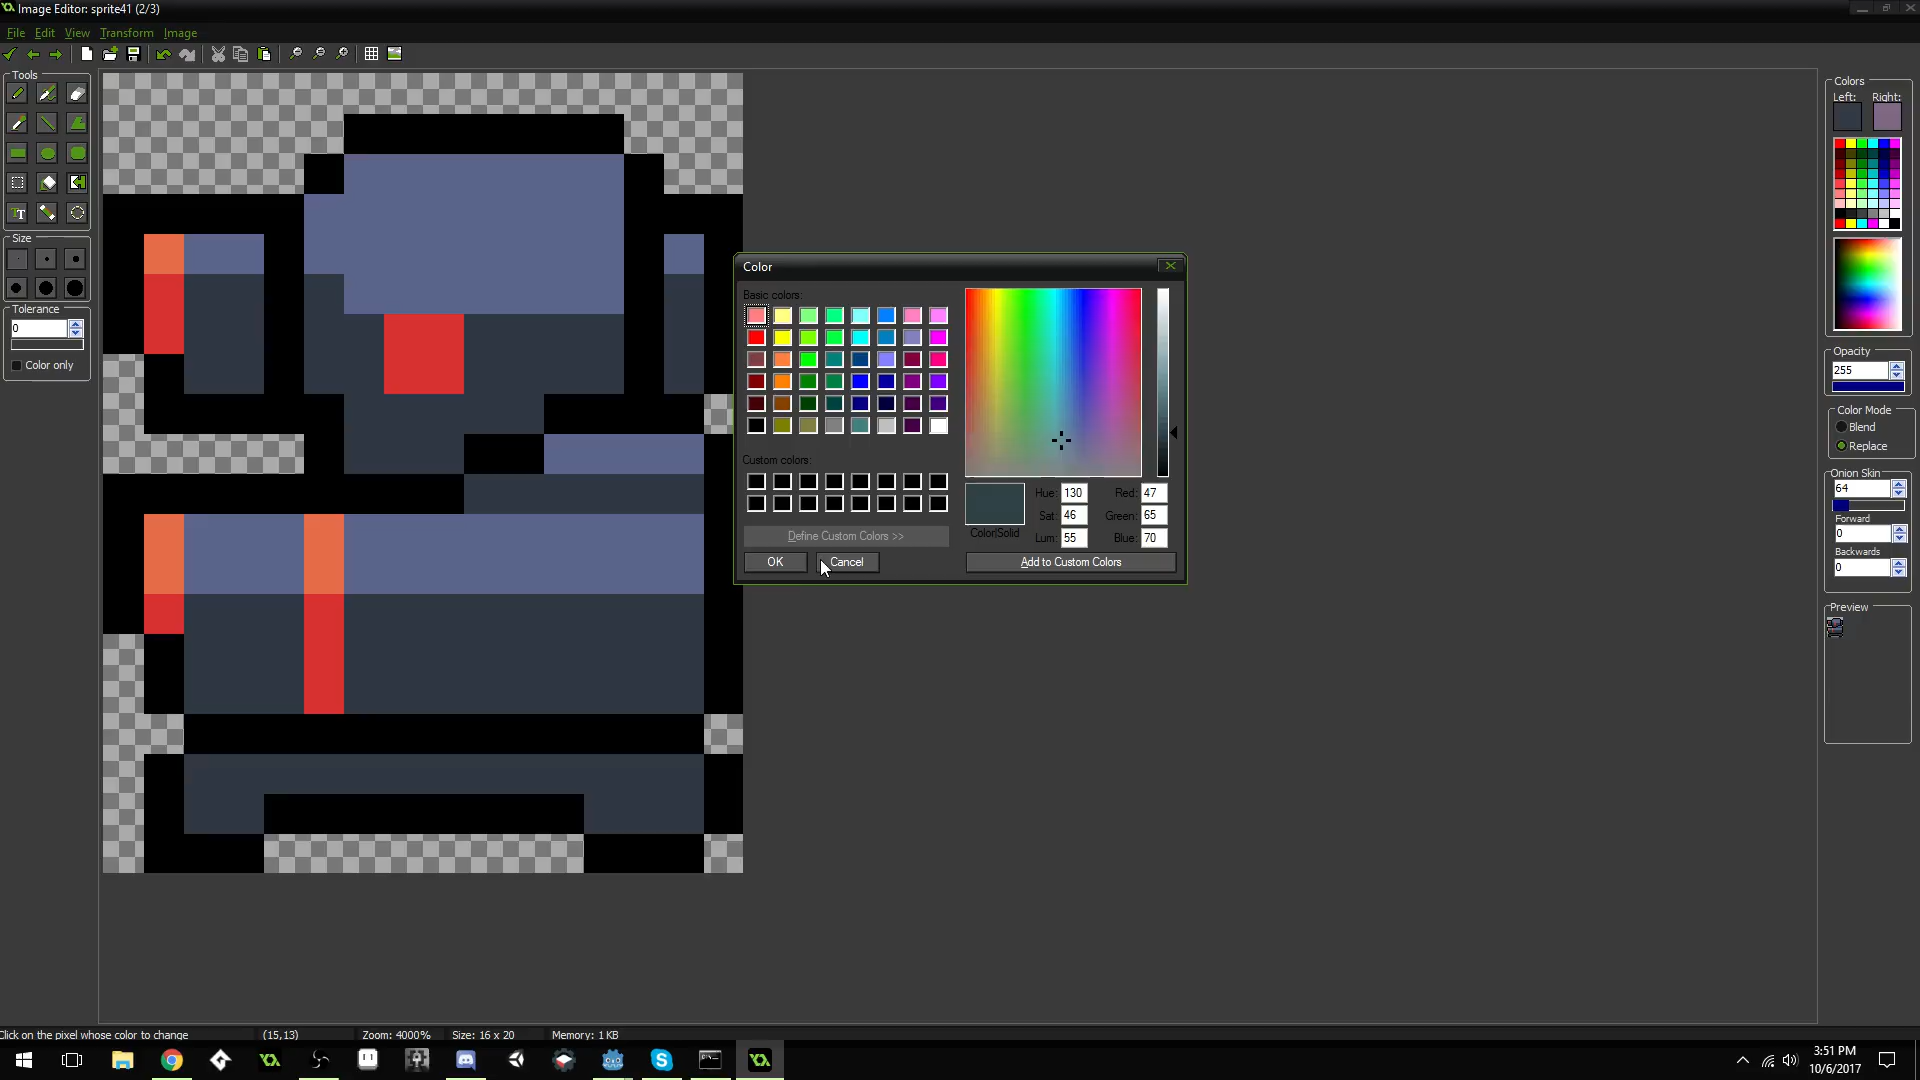 Image Editor: sprite41 (2/3)
File Edit View Transform Image
Tools
Size
Tolerance
0
Color only
Color
Basic colors:
Custom colors:
Define Custom Colors >>
OK
Cancel
Color|Solid
Hue: 130
Sat: 46
Lum: 55
Red: 47
Green: 65
Blue: 70
Add to Custom Colors
Colors
Left: Right:
Opacity
255
Color Mode
Blend
Replace
Onion Skin
64
Forward
0
Backwards
0
Preview
Click on the pixel whose color to change
(15,13)
Zoom: 4000%
Size: 16 x 20
Memory: 1 KB
3:51 PM
10/6/2017